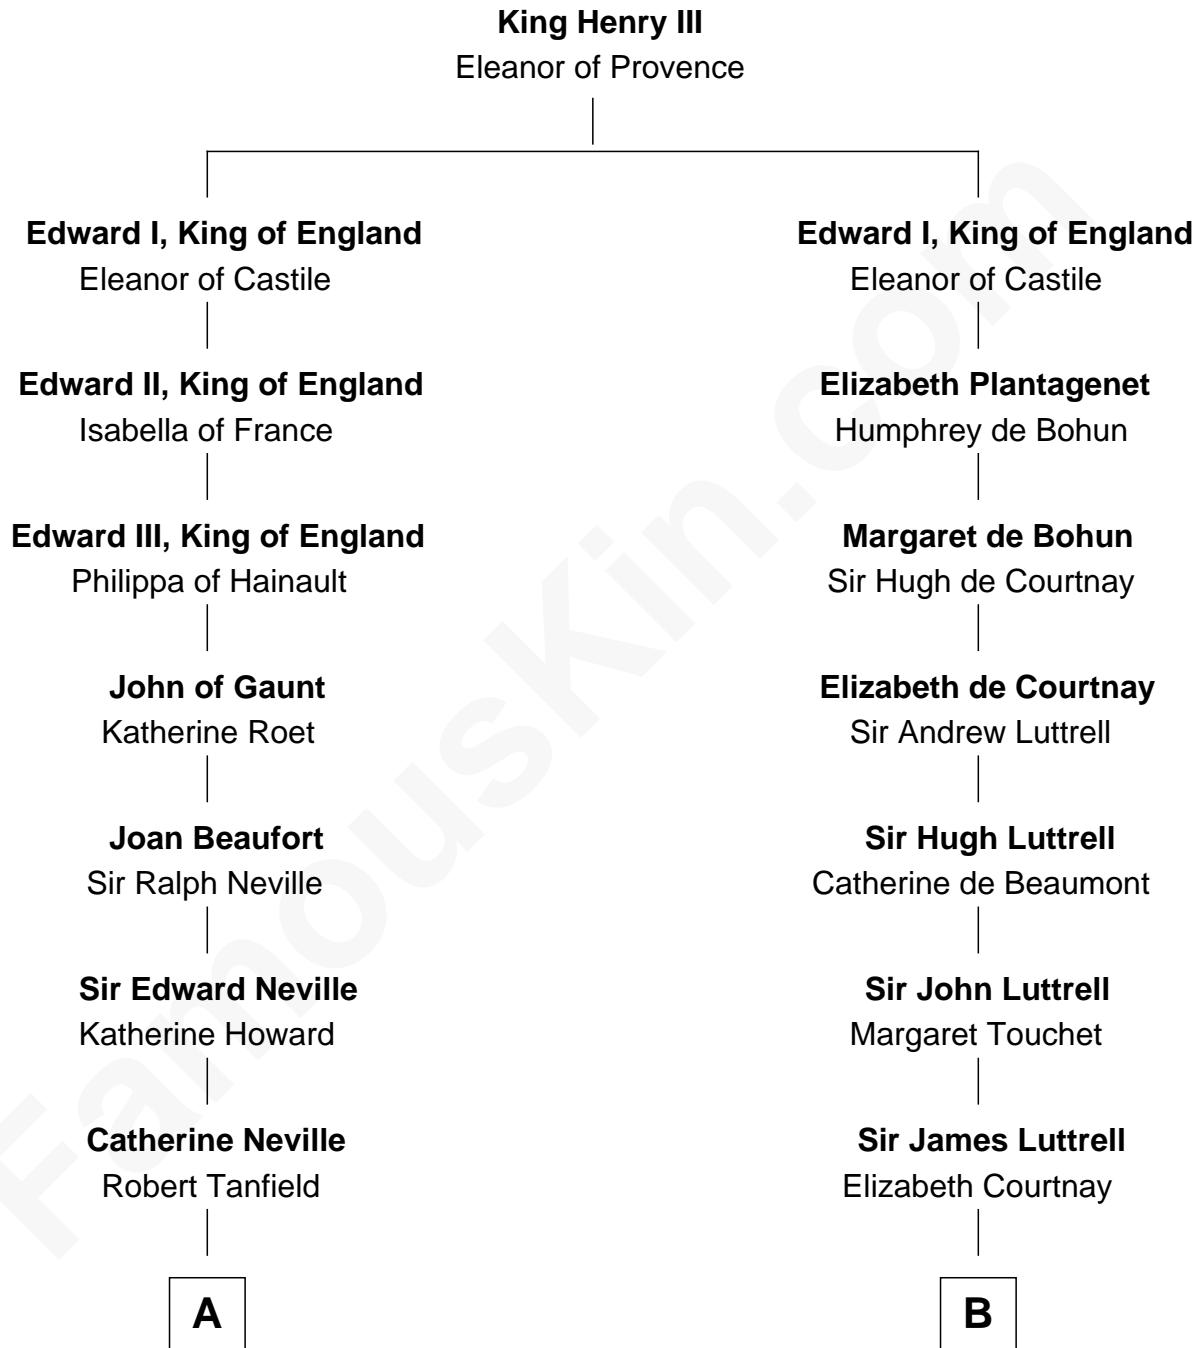 King Henry III
Eleanor of Provence
Edward I, King of England
Eleanor of Castile
Edward II, King of England
Isabella of France
Edward III, King of England
Philippa of Hainault
John of Gaunt
Katherine Roet
Joan Beaufort
Sir Ralph Neville
Sir Edward Neville
Katherine Howard
Catherine Neville
Robert Tanfield
A
Edward I, King of England
Eleanor of Castile
Elizabeth Plantagenet
Humphrey de Bohun
Margaret de Bohun
Sir Hugh de Courtnay
Elizabeth de Courtnay
Sir Andrew Luttrell
Sir Hugh Luttrell
Catherine de Beaumont
Sir John Luttrell
Margaret Touchet
Sir James Luttrell
Elizabeth Courtnay
B
FamousKin.com